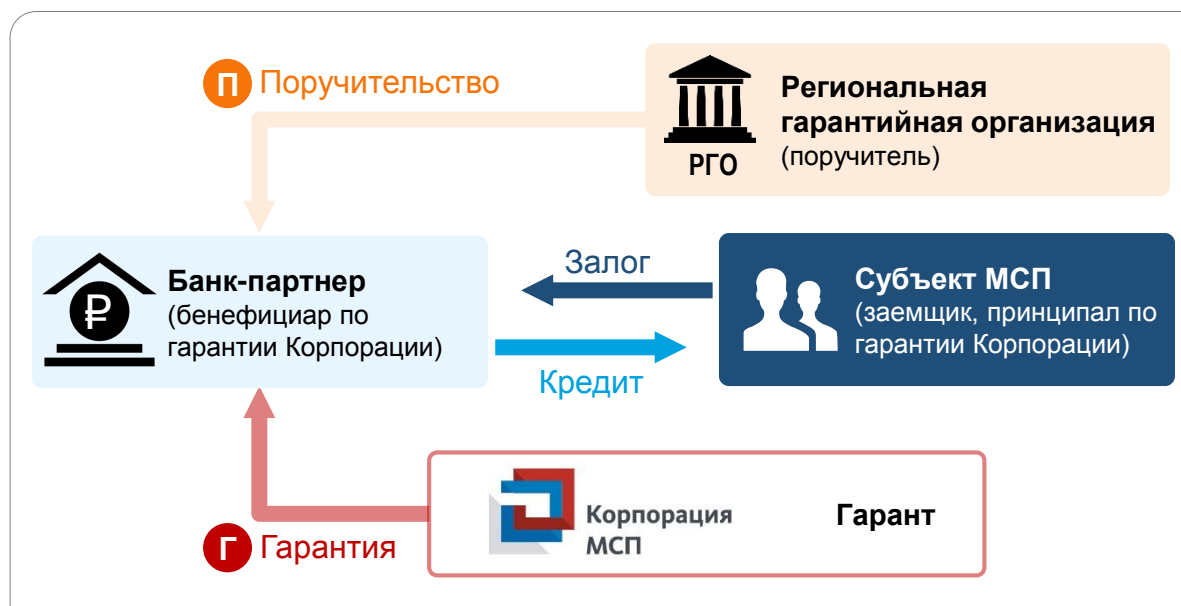 П Поручительство
Региональная
гарантийная организация
(поручитель)
РГО
Банк-партнер
(бенефициар по
гарантии Корпорации)
Залог
Кредит
Субъект МСП
(заемщик, принципал по
гарантии Корпорации)
Г Гарантия
Корпорация
МСП
Гарант